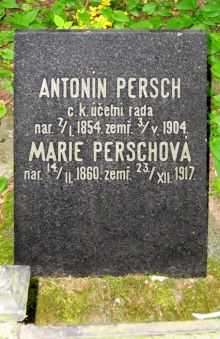 ANTONÍN PERSCH
c. k. účetní rada
nar. 7/I. 1854. zemř. 3/V. 1904.
MARIE PERSCHOVÁ
nar. 14/II. 1860. zemř. 23/XII. 1917.